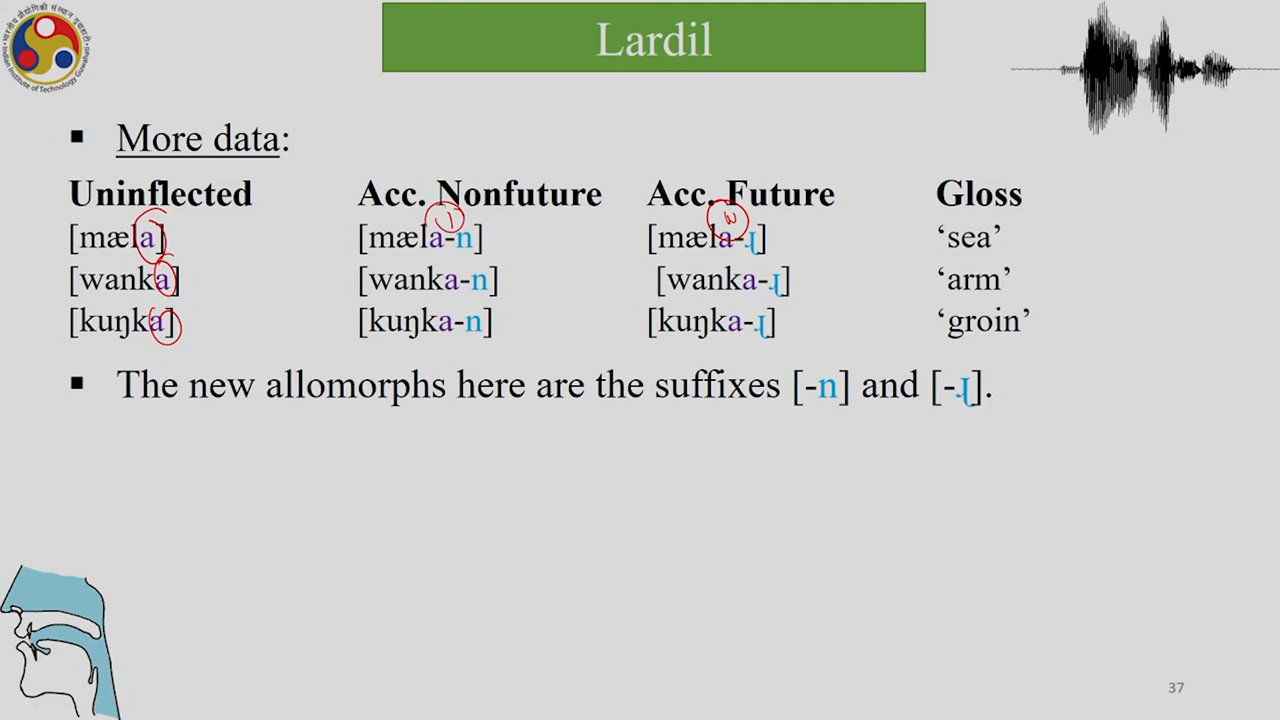 Lardil
▪ More data:
Uninflected Acc. Nonfuture Acc. Future Gloss
[mæla] [mæla-n] [mæla-ɻ] ‘sea’
[wanka] [wanka-n] [wanka-ɻ] ‘arm’
[kuŋka] [kuŋka-n] [kuŋka-ɻ] ‘groin’
▪ The new allomorphs here are the suffixes [-n] and [-ɻ].
37